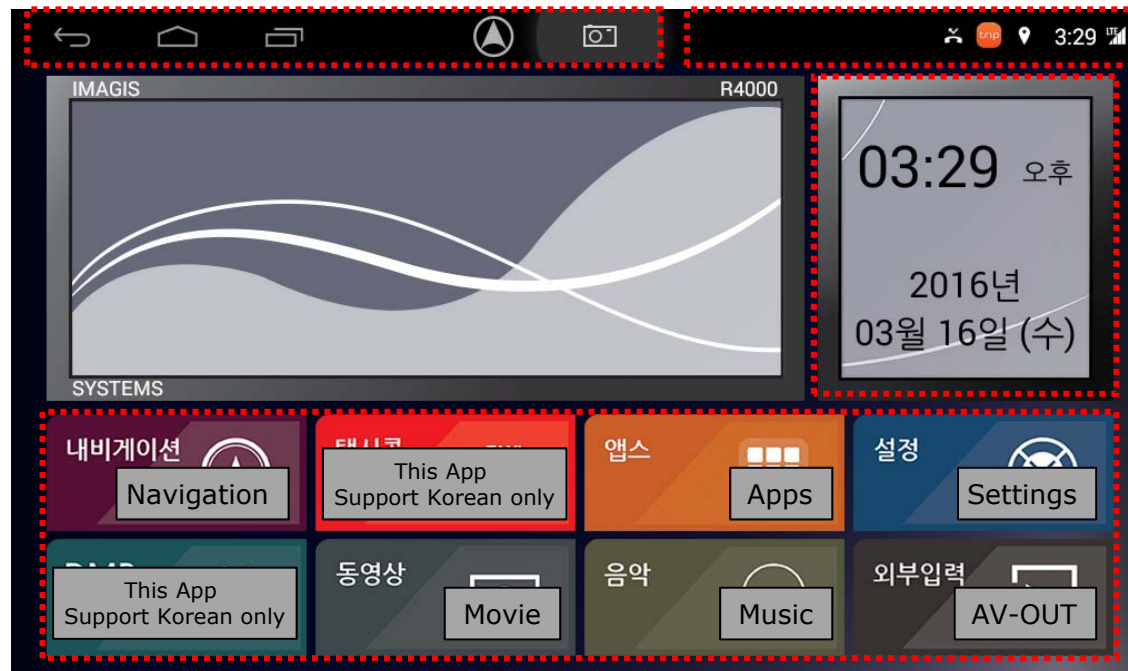 trip 3:29 LTE
IMAGIS R4000
03:29 오후
2016년
03월 16일 (수)
SYSTEMS
내비게이션
Navigation
This App
Support Korean only
앱스
Apps
설정
Settings
This App
Support Korean only
동영상
Movie
음악
Music
외부입력
AV-OUT